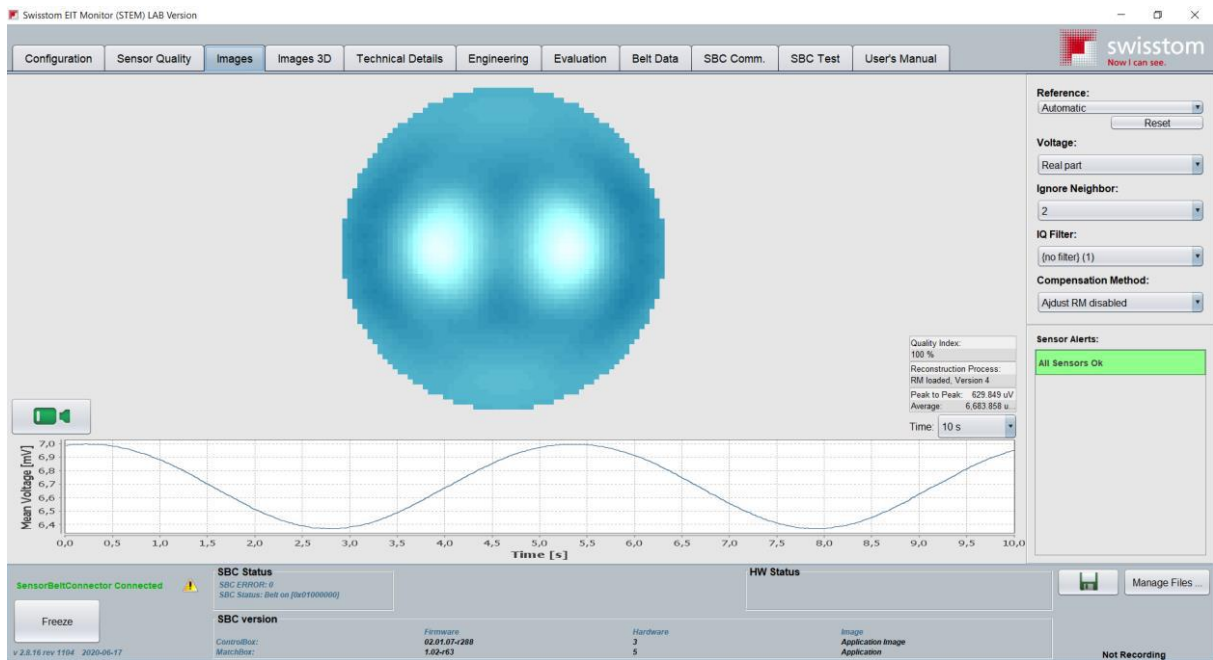 Swisstom EIT Monitor (STEM) LAB Version
Configuration Sensor Quality Images Images 3D Technical Details Engineering Evaluation Belt Data SBC Comm. SBC Test User's Manual
swisstom
Now I can see.
Reference:
Automatic
Reset
Voltage:
Real part
Ignore Neighbor:
2
IQ Filter:
(no filter) (1)
Compensation Method:
Ajdust RM disabled
Sensor Alerts:
All Sensors Ok
Quality Index:
100 %
Reconstruction Process:
RM loaded, Version 4
Peak to Peak: 629.849 uV
Average: 6.683.858 u...
Time: 10 s
Mean Voltage [mV]
7,0
6,9
6,8
6,7
6,6
6,5
6,4
0,0 0,5 1,0 1,5 2,0 2,5 3,0 3,5 4,0 4,5 5,0 5,5 6,0 6,5 7,0 7,5 8,0 8,5 9,0 9,5 10,0
Time [s]
SensorBeltConnector Connected
Freeze
v 2.8.16 rev 1104 2020-06-17
SBC Status
SBC ERROR: 0
SBC Status: Belt on [0x01000000]
HW Status
SBC version
Firmware Hardware Image
ControlBox: 02.01.07-r288 3 Application Image
MatchBox: 1.02-r63 5 Application
Manage Files ...
Not Recording